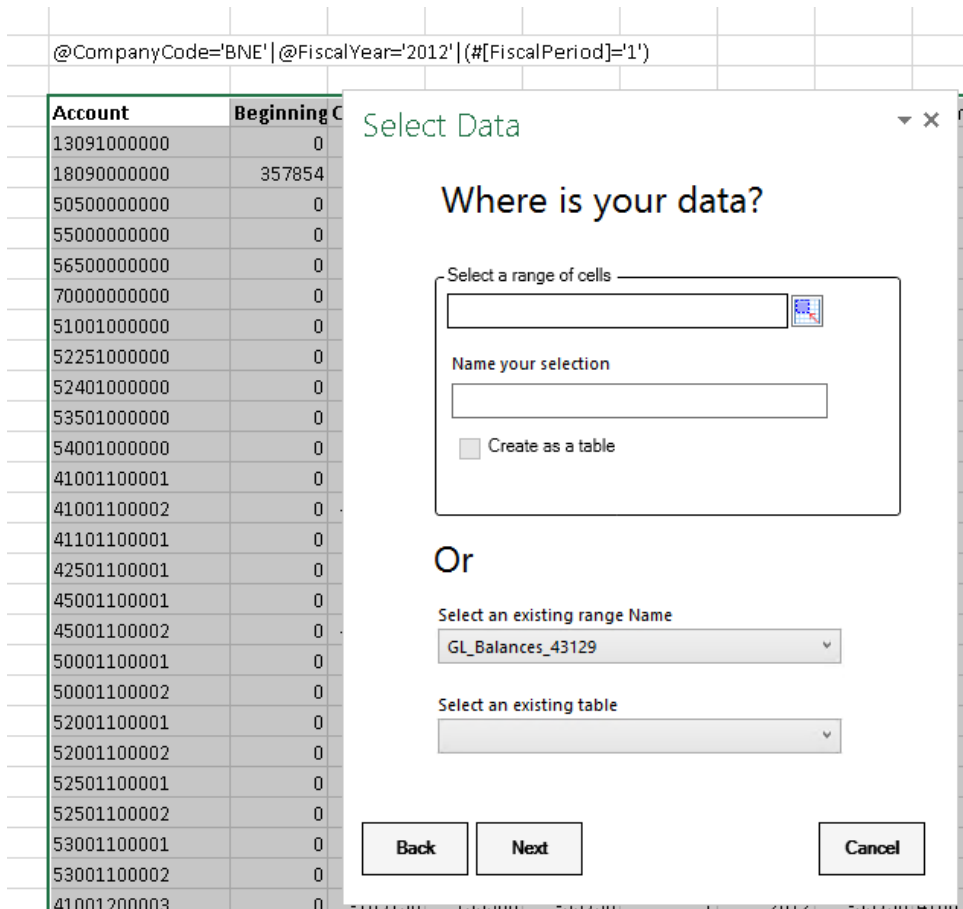 @CompanyCode='BNE'|@FiscalYear='2012'|(#[FiscalPeriod]='1')
Account Beginning C
Select Data
13091000000 0
18090000000 357854
Where is your data?
50500000000 0
55000000000 0
56500000000 0
Select a range of cells
70000000000 0
51001000000 0
52251000000 0
Name your selection
52401000000 0
53501000000 0
54001000000 0
Create as a table
41001100001 0
41001100002 0 -
41101100001 0
42501100001 0
Or
45001100001 0
Select an existing range Name
45001100002 0 -
GL_Balances_43129
50001100001 0
50001100002 0
Select an existing table
52001100001 0
52001100002 0
52501100001 0
52501100002 0
53001100001 0
Back Next Cancel
53001100002 0
41001200003 0